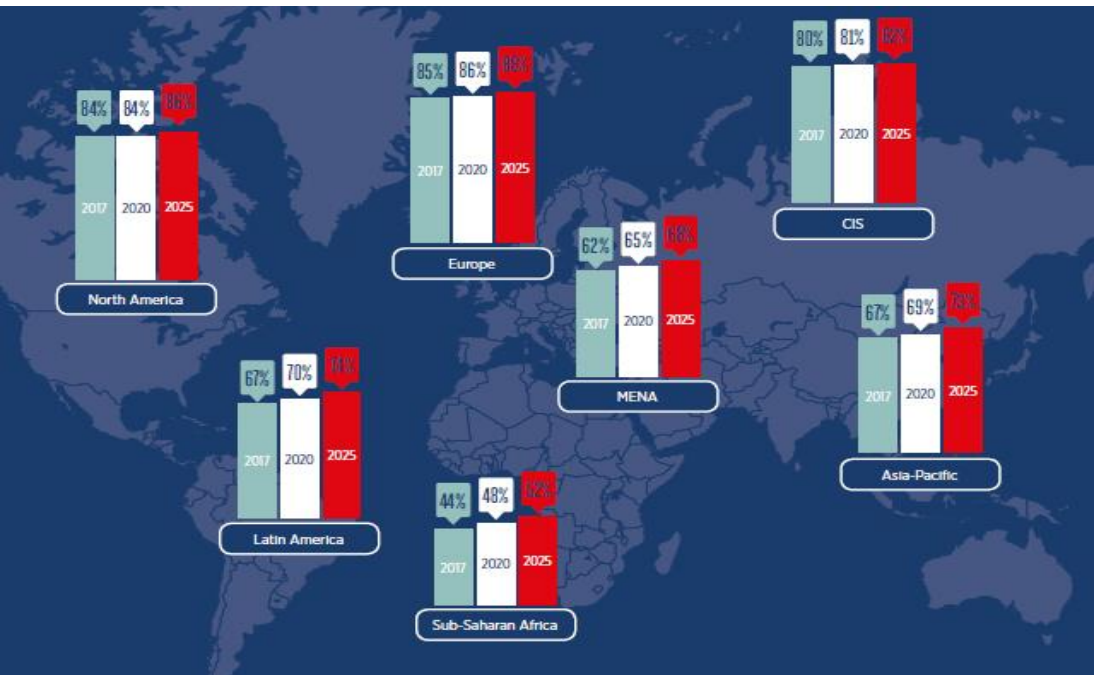 80% 81% 82%
2017 2020 2025
CIS
85% 86% 88%
2017 2020 2025
Europe
84% 84% 86%
2017 2020 2025
North America
62% 65% 68%
2017 2020 2025
MENA
67% 69% 73%
2017 2020 2025
Asia-Pacific
67% 70%
2017 2020 2025
Latin America
44% 48% 52%
2017 2020 2025
Sub-Saharan Africa